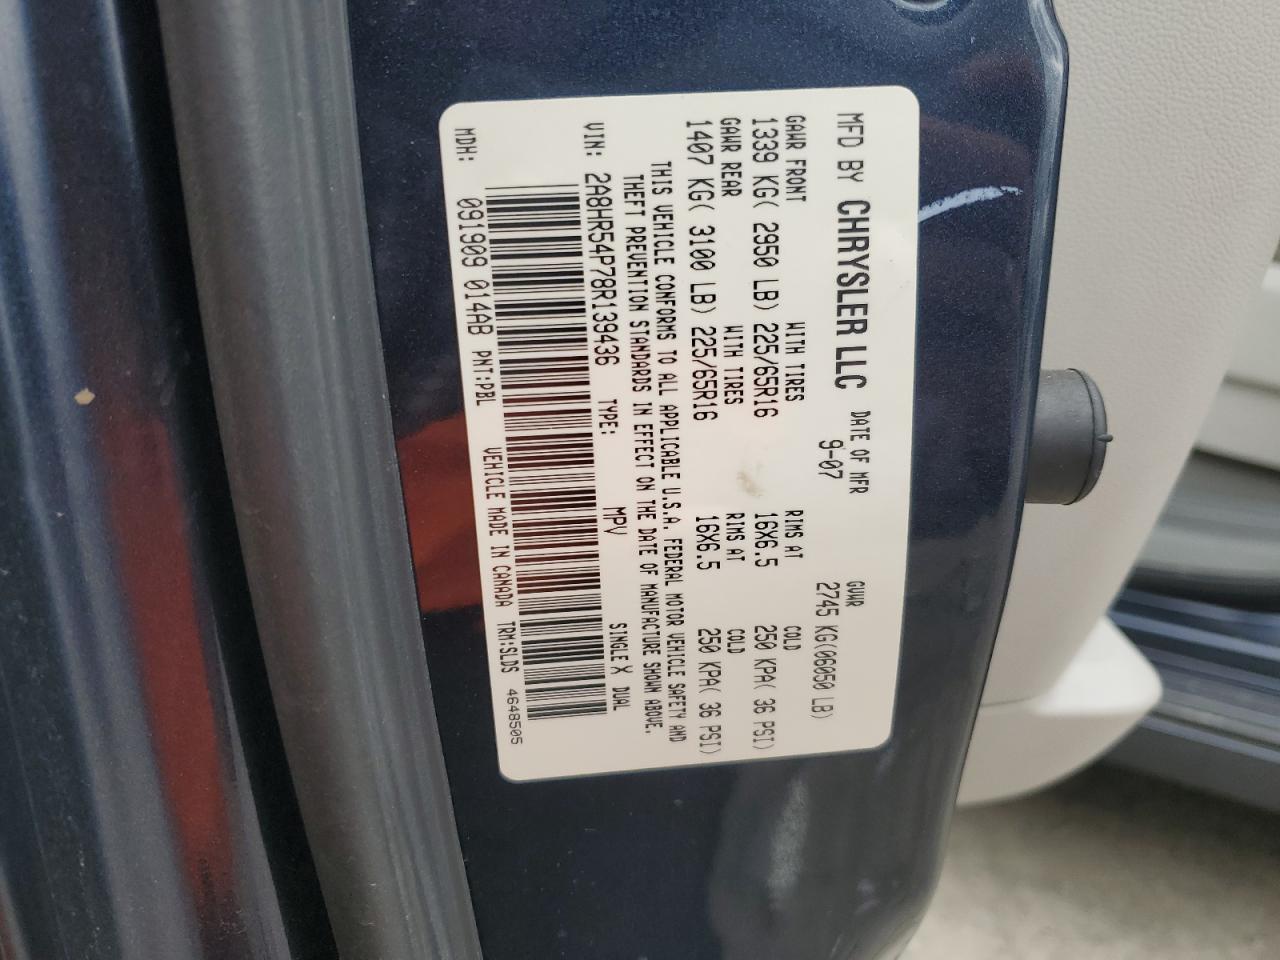 MFD BY CHRYSLER LLC DATE OF MFR 9-07 GVWR 2745 KG(06050 LB)
GAWR FRONT WITH TIRES RIMS AT COLD
1339 KG( 2950 LB) 225/65R16 16X6.5 250 KPA( 36 PSI)
GAWR REAR WITH TIRES RIMS AT COLD
1407 KG( 3100 LB) 225/65R16 16X6.5 250 KPA( 36 PSI)
THIS VEHICLE CONFORMS TO ALL APPLICABLE U.S.A. FEDERAL MOTOR VEHICLE SAFETY AND
THEFT PREVENTION STANDARDS IN EFFECT ON THE DATE OF MANUFACTURE SHOWN ABOVE.
VIN: 2A8HR54P78R139436 TYPE: MPV SINGLE X DUAL
MDH: 091909 014AB PNT:PBL VEHICLE MADE IN CANADA TRM:SLDS 4648505